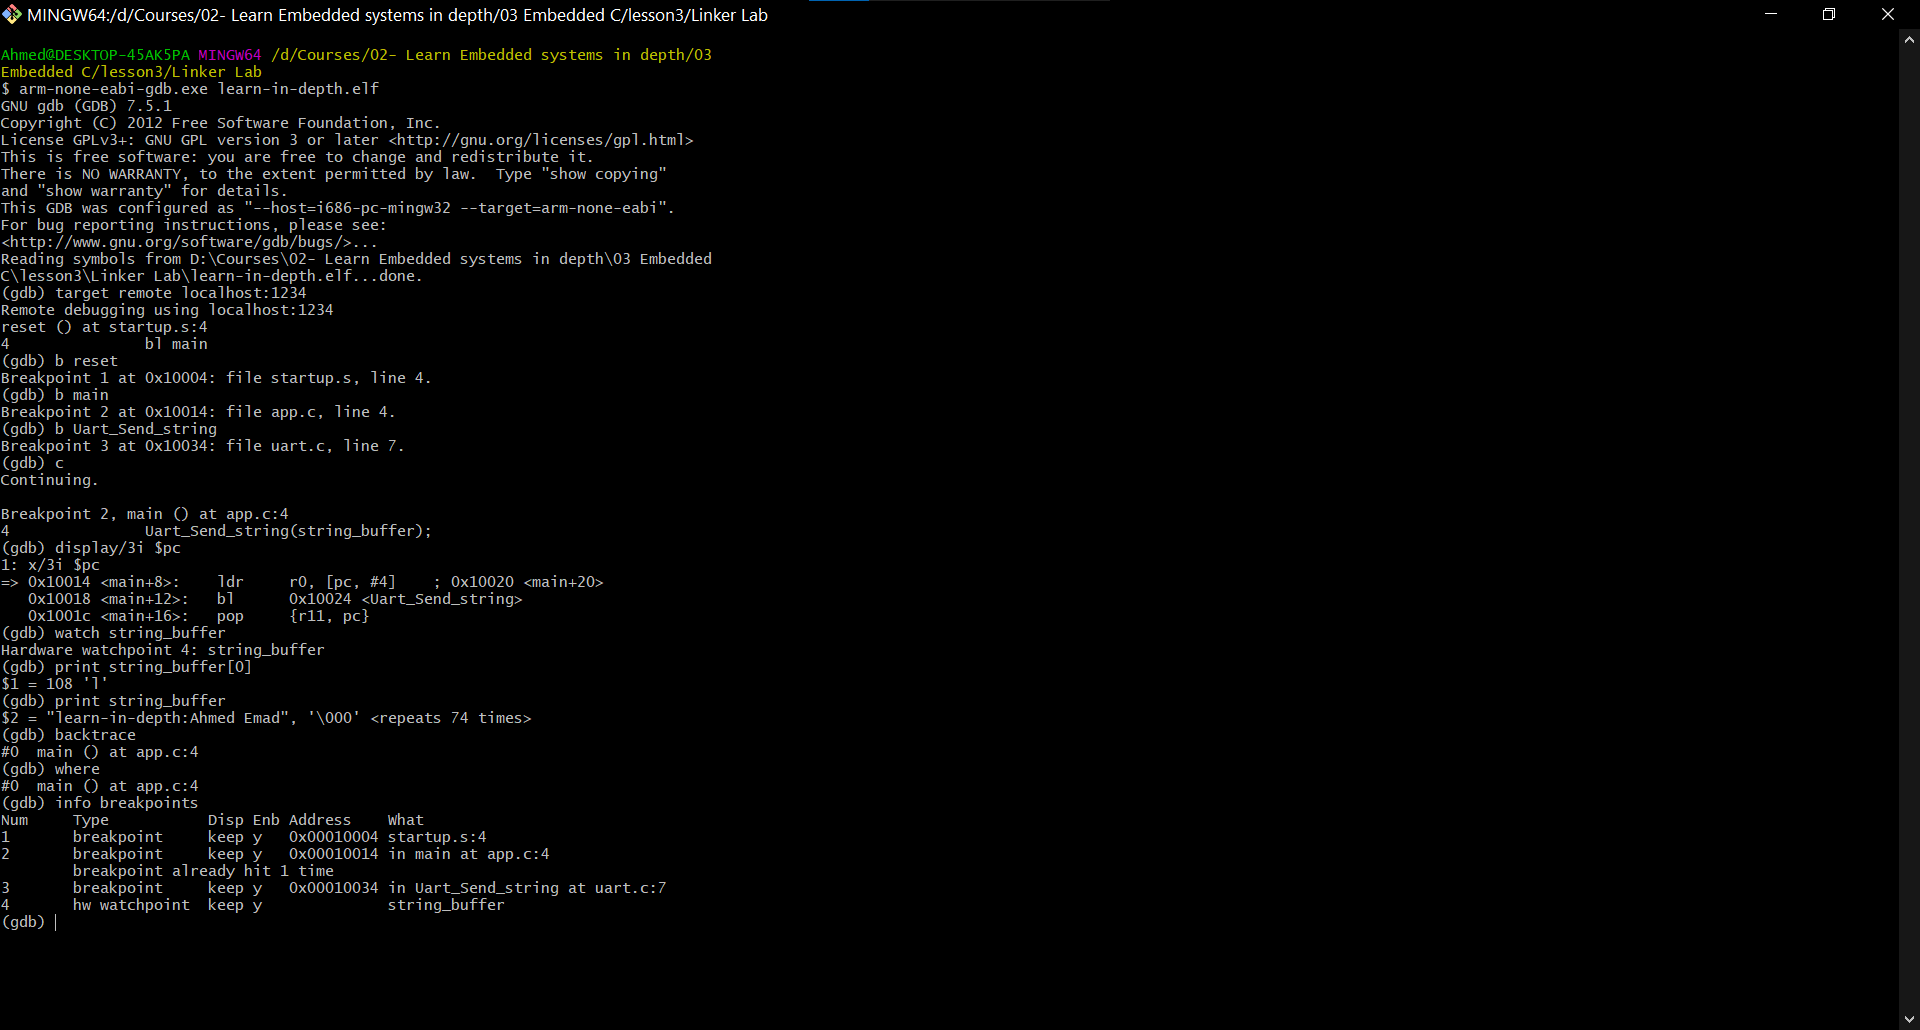 MINGW64:/d/Courses/02- Learn Embedded systems in depth/03 Embedded C/lesson3/Linker Lab
Ahmed@DESKTOP-45AK5PA MINGW64 /d/Courses/02- Learn Embedded systems in depth/03
Embedded C/lesson3/Linker Lab
$ arm-none-eabi-gdb.exe learn-in-depth.elf
GNU gdb (GDB) 7.5.1
Copyright (C) 2012 Free Software Foundation, Inc.
License GPLv3+: GNU GPL version 3 or later <http://gnu.org/licenses/gpl.html>
This is free software: you are free to change and redistribute it.
There is NO WARRANTY, to the extent permitted by law.  Type "show copying"
and "show warranty" for details.
This GDB was configured as "--host=i686-pc-mingw32 --target=arm-none-eabi".
For bug reporting instructions, please see:
<http://www.gnu.org/software/gdb/bugs/>...
Reading symbols from D:\Courses\02- Learn Embedded systems in depth\03 Embedded
C\lesson3\Linker Lab\learn-in-depth.elf...done.
(gdb) target remote localhost:1234
Remote debugging using localhost:1234
reset () at startup.s:4
4               bl main
(gdb) b reset
Breakpoint 1 at 0x10004: file startup.s, line 4.
(gdb) b main
Breakpoint 2 at 0x10014: file app.c, line 4.
(gdb) b Uart_Send_string
Breakpoint 3 at 0x10034: file uart.c, line 7.
(gdb) c
Continuing.
Breakpoint 2, main () at app.c:4
4               Uart_Send_string(string_buffer);
(gdb) display/3i $pc
1: x/3i $pc
=> 0x10014 <main+8>:    ldr     r0, [pc, #4]    ; 0x10020 <main+20>
   0x10018 <main+12>:   bl      0x10024 <Uart_Send_string>
   0x1001c <main+16>:   pop     {r11, pc}
(gdb) watch string_buffer
Hardware watchpoint 4: string_buffer
(gdb) print string_buffer[0]
$1 = 108 'l'
(gdb) print string_buffer
$2 = "learn-in-depth:Ahmed Emad", '\000' <repeats 74 times>
(gdb) backtrace
#0  main () at app.c:4
(gdb) where
#0  main () at app.c:4
(gdb) info breakpoints
Num     Type           Disp Enb Address    What
1       breakpoint     keep y   0x00010004 startup.s:4
2       breakpoint     keep y   0x00010014 in main at app.c:4
        breakpoint already hit 1 time
3       breakpoint     keep y   0x00010034 in Uart_Send_string at uart.c:7
4       hw watchpoint  keep y              string_buffer
(gdb)